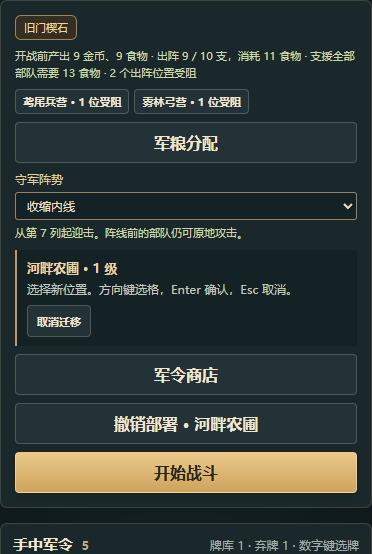 旧门楔石
开战前产出 9 金币、9 食物 · 出阵 9 / 10 支，消耗 11 食物 · 支援全部
部队需要 13 食物 · 2 个出阵位置受阻
鸢尾兵营 • 1 位受阻
雾林弓营 • 1 位受阻
军粮分配
守军阵势
收缩内线
从第 7 列起迎击。阵线前的部队仍可原地攻击。
河畔农圃 • 1 级
选择新位置。方向键选格，Enter 确认，Esc 取消。
取消迁移
军令商店
撤销部署 • 河畔农圃
开始战斗
手中军令 5
牌库 1 · 弃牌 1 · 数字键选牌